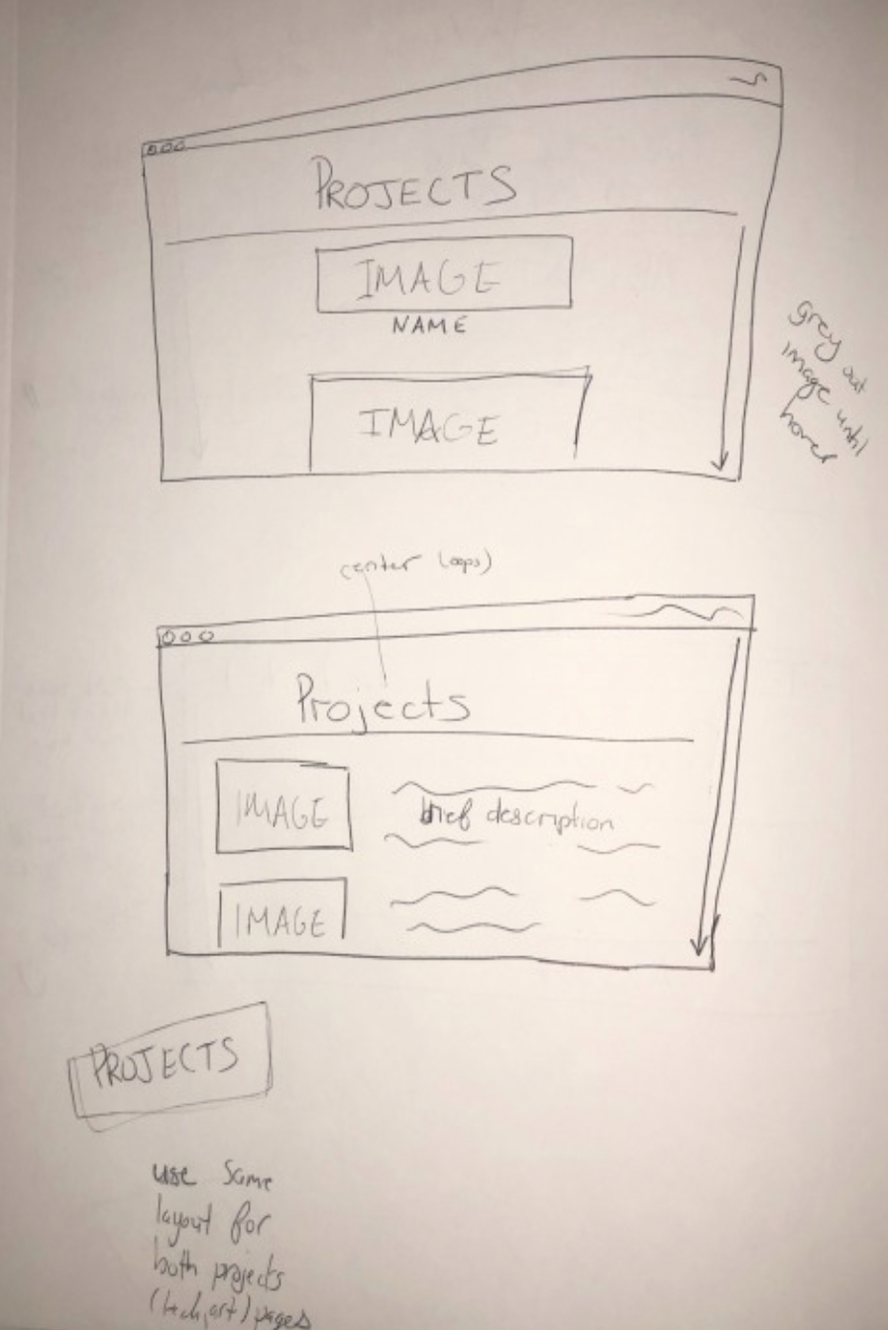 PROJECTS
IMAGE
NAME
IMAGE
grey out
image until
hover
center (oops)
Projects
IMAGE
brief description
IMAGE
PROJECTS
use same
layout for
both projects
(tech, art) pages